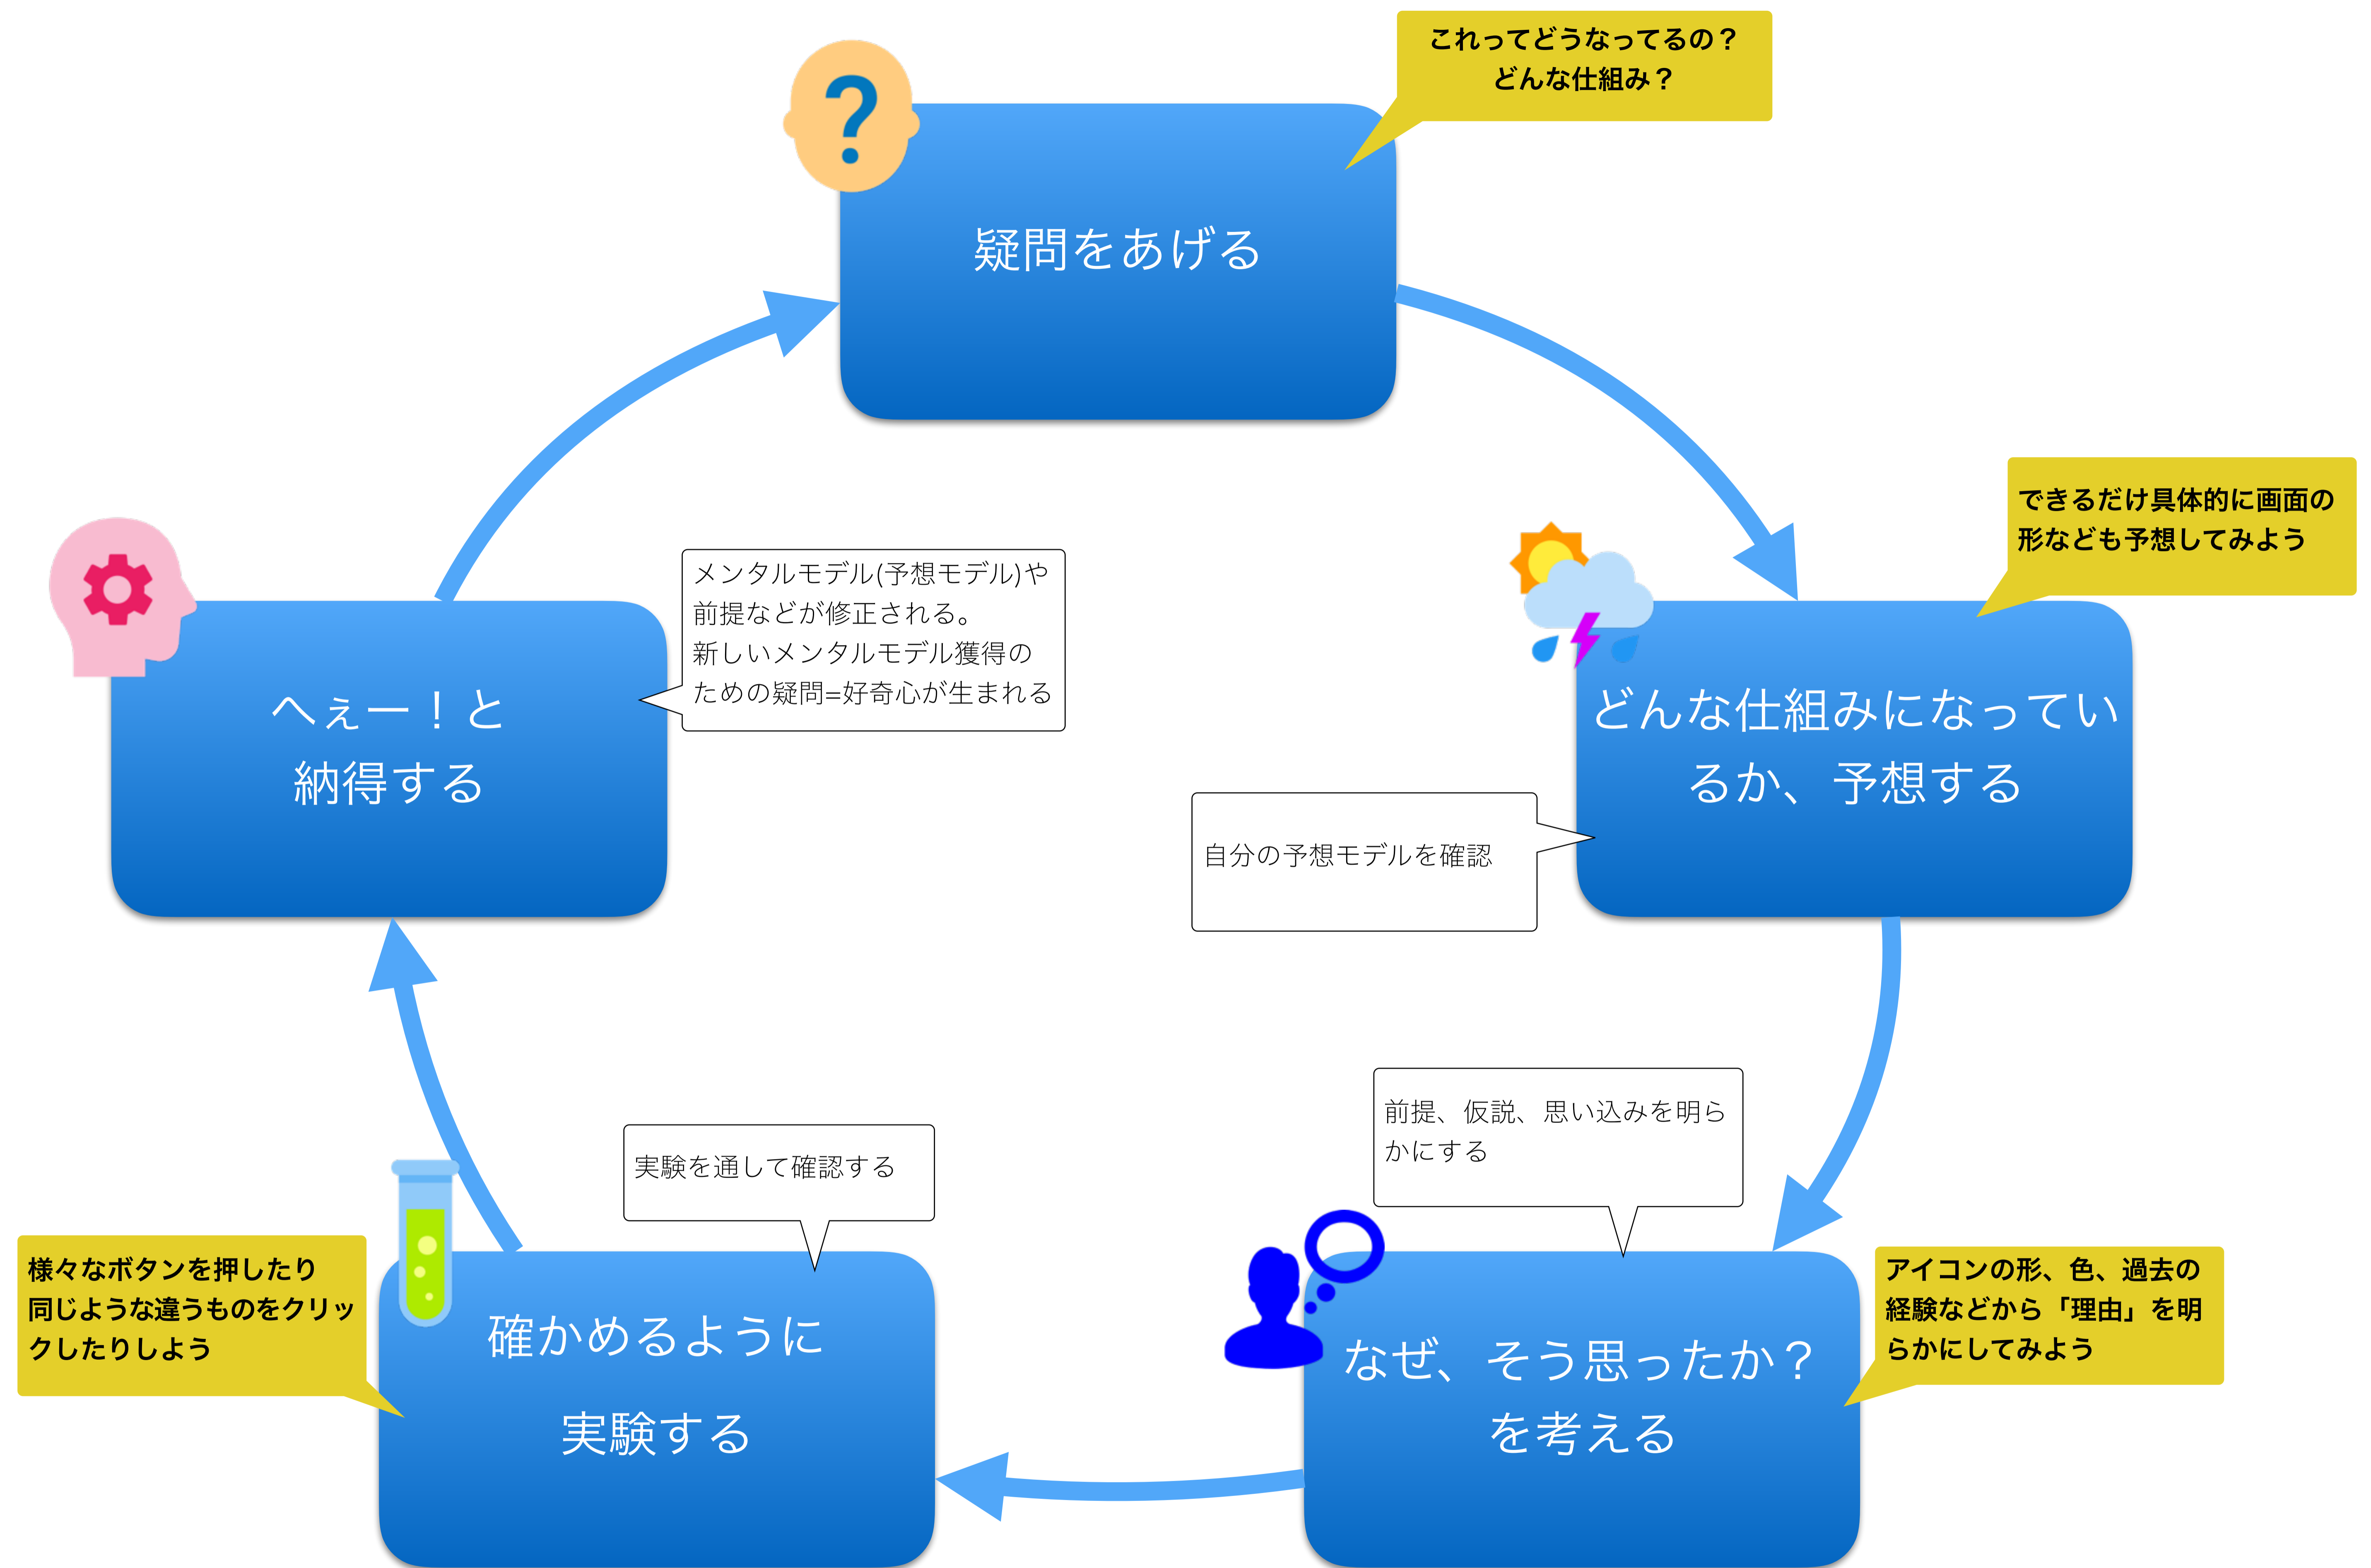 これってどうなってるの？
どんな仕組み？
疑問をあげる
できるだけ具体的に画面の
形なども予想してみよう
どんな仕組みになってい
るか、予想する
自分の予想モデルを確認
前提、仮説、思い込みを明ら
かにする
アイコンの形、色、過去の
経験などから「理由」を明
らかにしてみよう
なぜ、そう思ったか？
を考える
実験を通して確認する
様々なボタンを押したり
同じような違うものをクリッ
クしたりしよう
確かめるように
実験する
メンタルモデル(予想モデル)や
前提などが修正される。
新しいメンタルモデル獲得の
ための疑問=好奇心が生まれる
へぇー！と
納得する